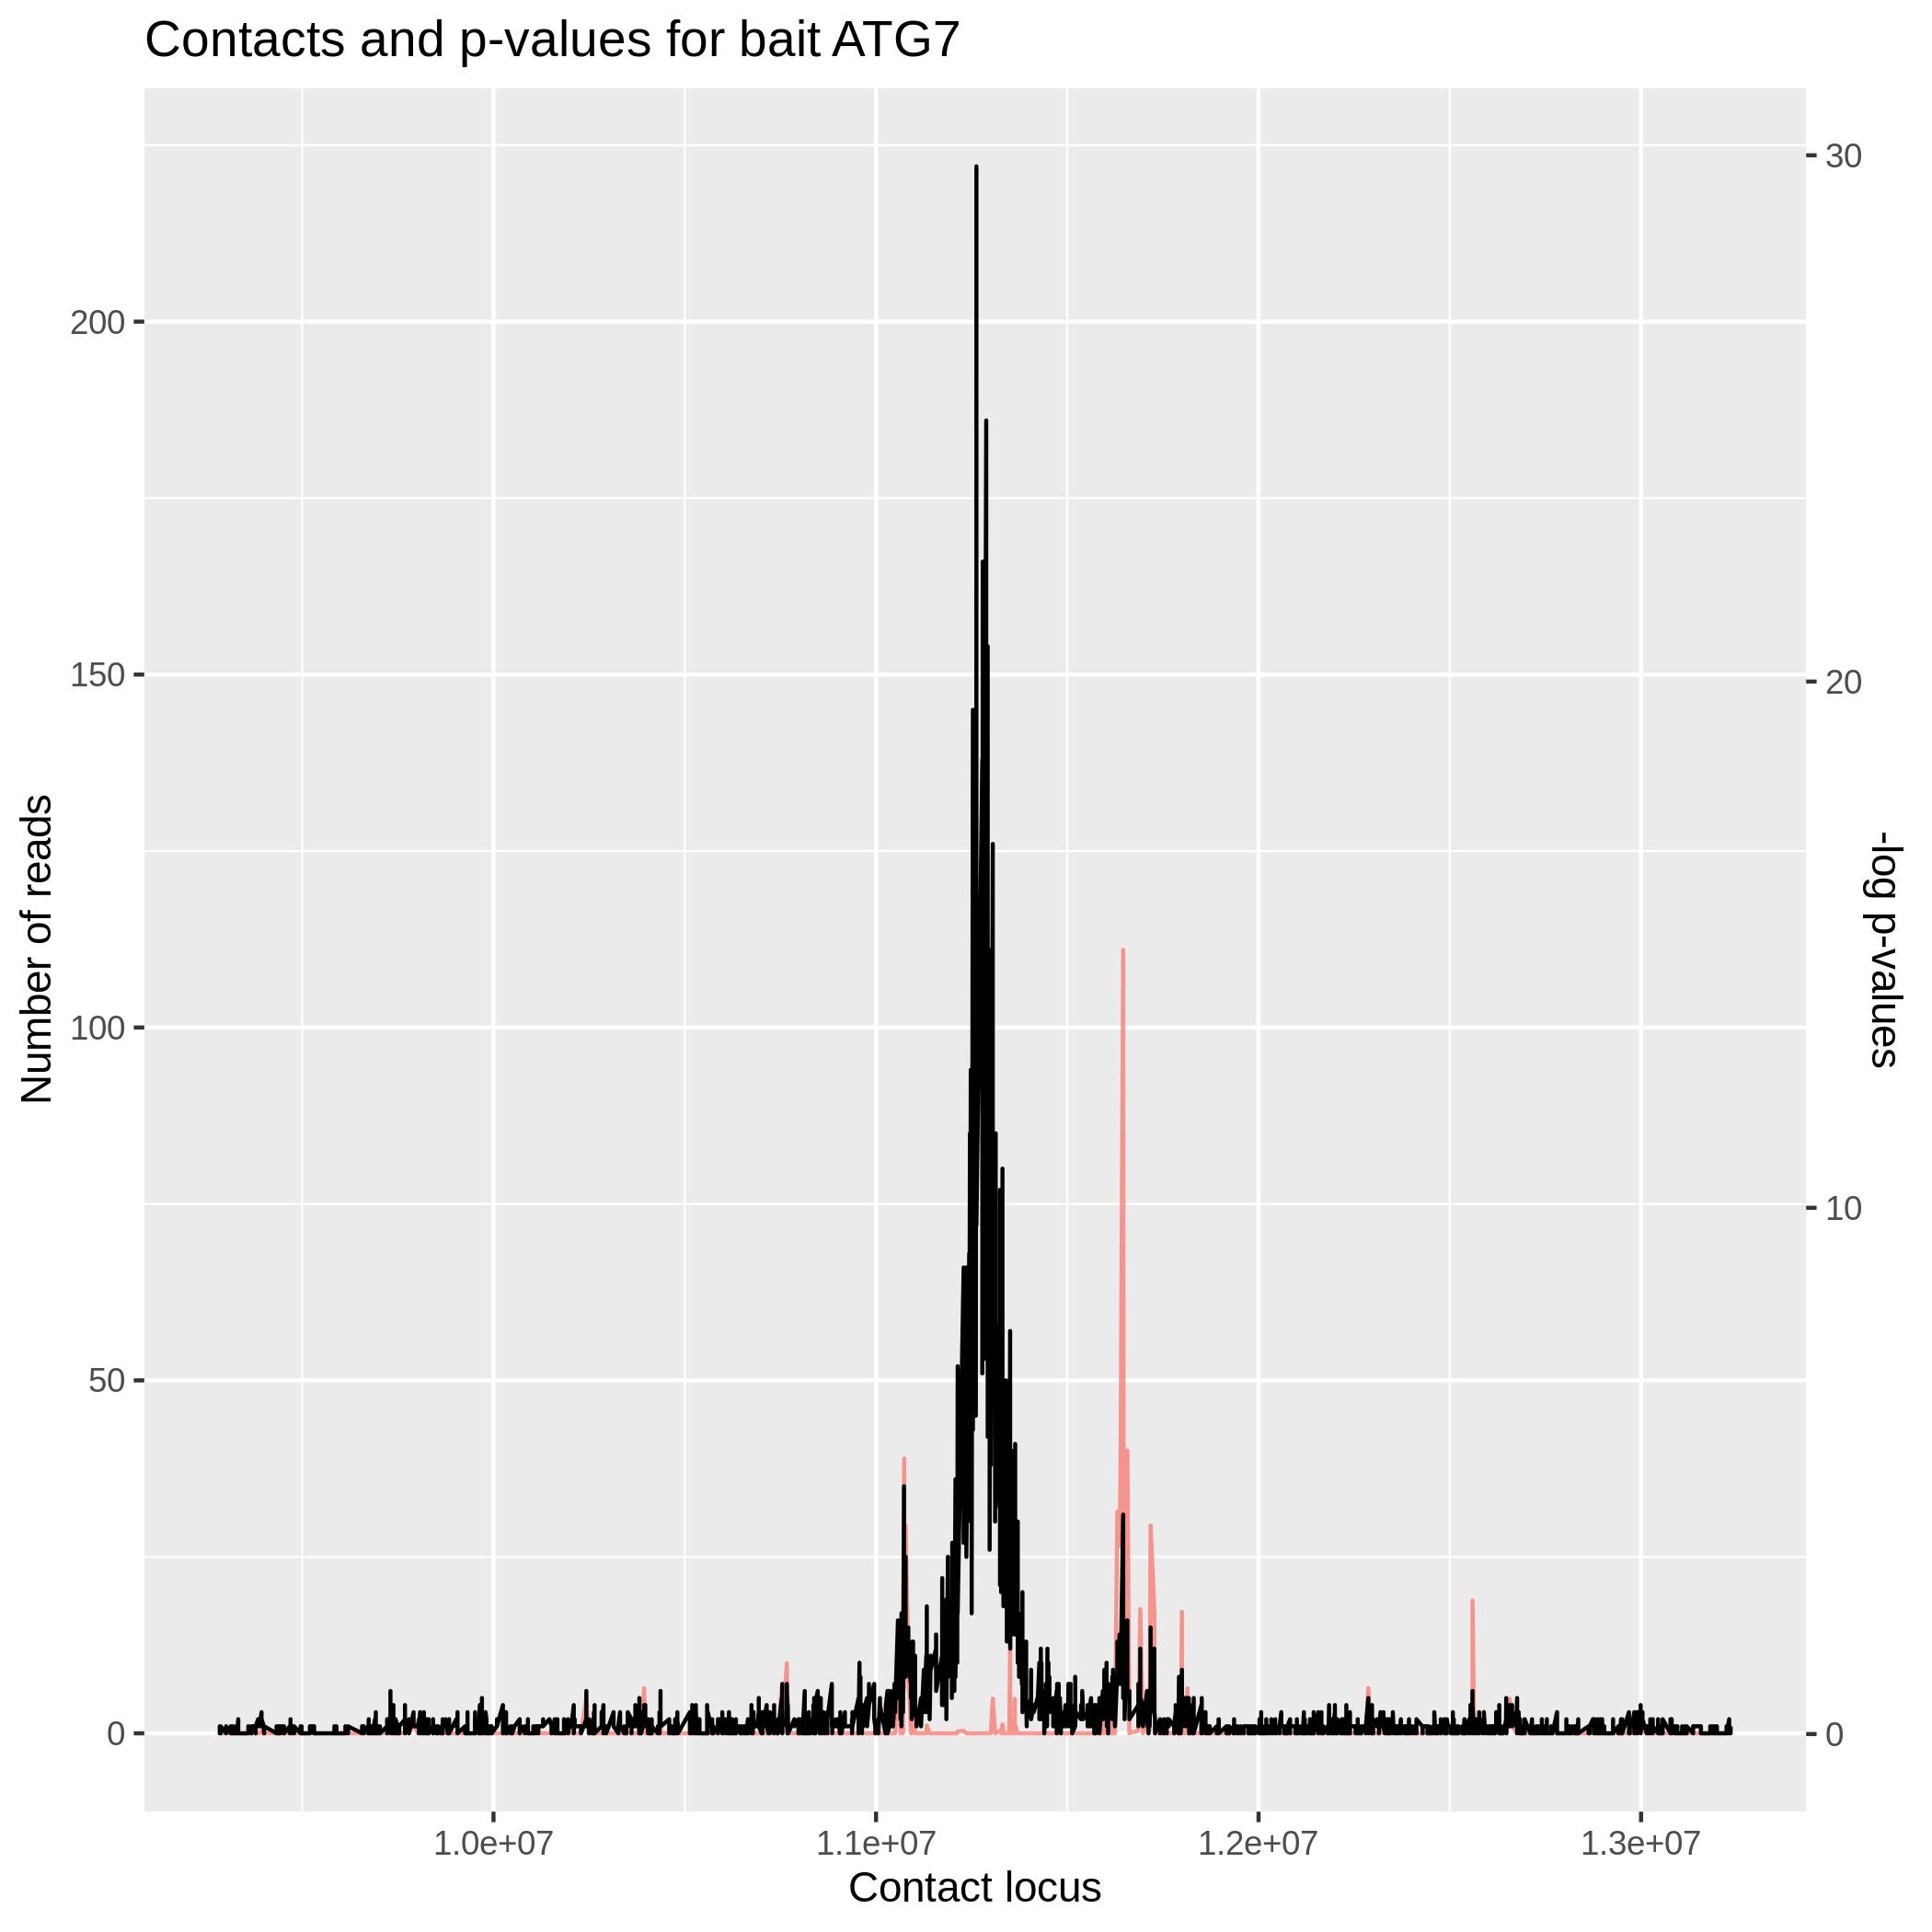 Contacts and p-values for bait ATG7
Number of reads
200
150
100
50
0
30
20
10
0
-log p-values
1.0e+07
1.1e+07
1.2e+07
1.3e+07
Contact locus